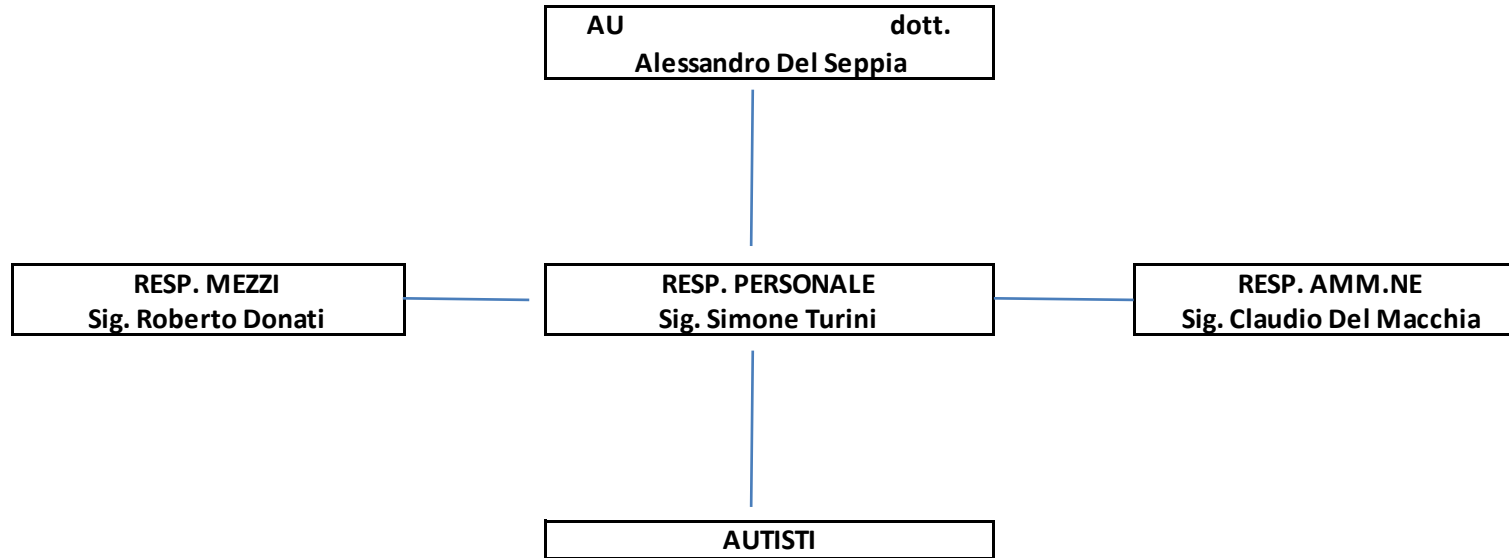 AU dott.
Alessandro Del Seppia
RESP. MEZZI
Sig. Roberto Donati
RESP. PERSONALE
Sig. Simone Turini
RESP. AMM.NE
Sig. Claudio Del Macchia
AUTISTI